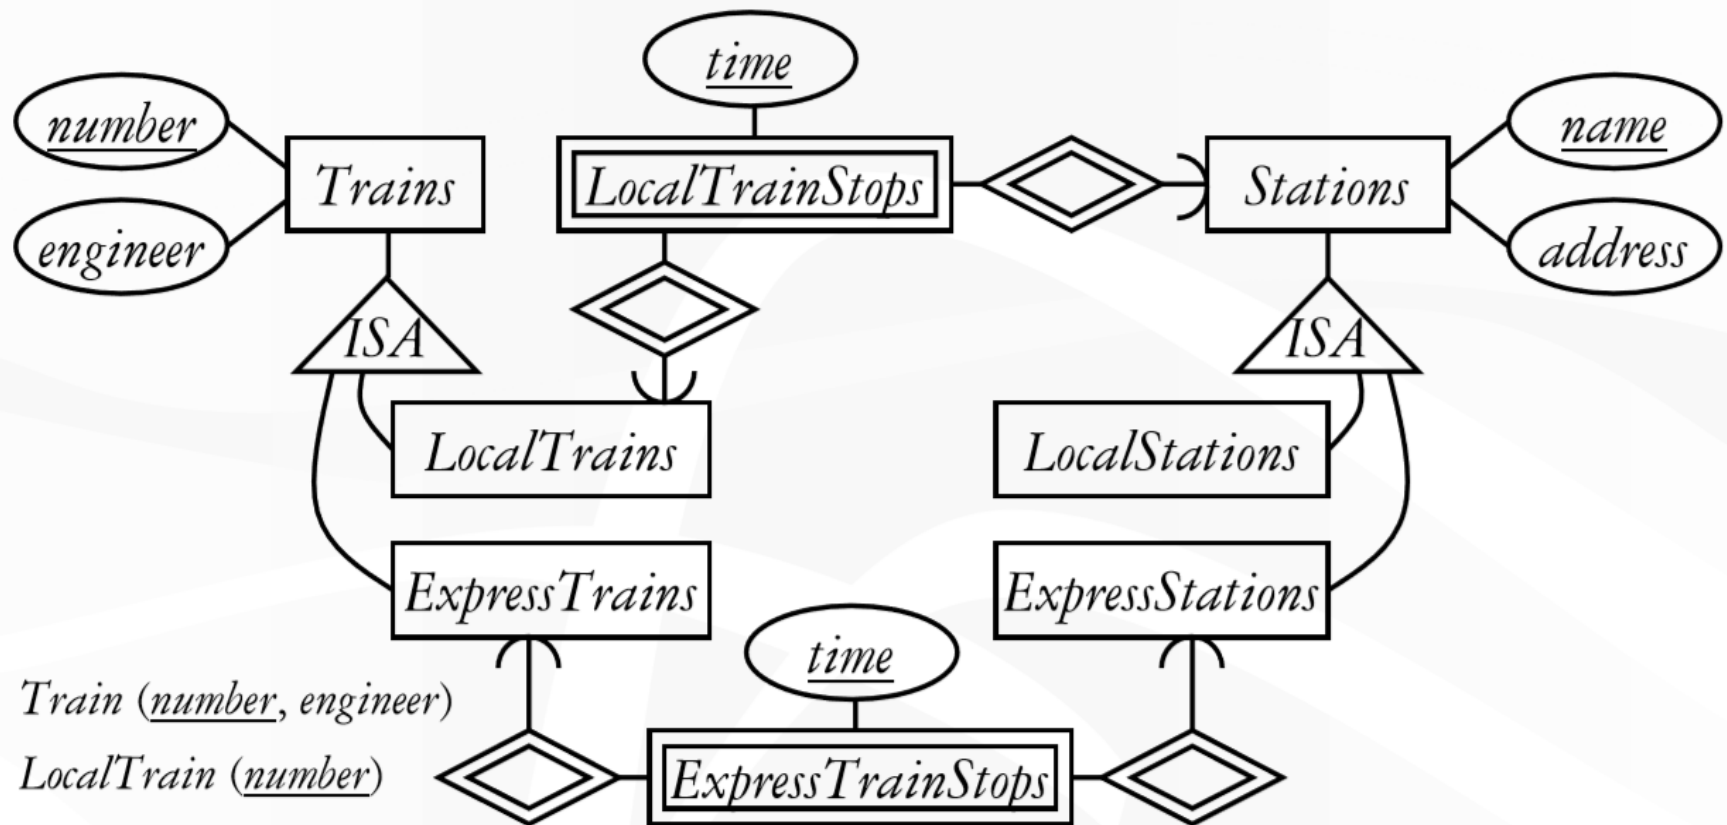 time
number
name
Trains
LocalTrainStops
Stations
engineer
address
ISA
ISA
LocalTrains
LocalStations
ExpressTrains
ExpressStations
time
Train (number, engineer)
LocalTrain (number)
ExpressTrainStops